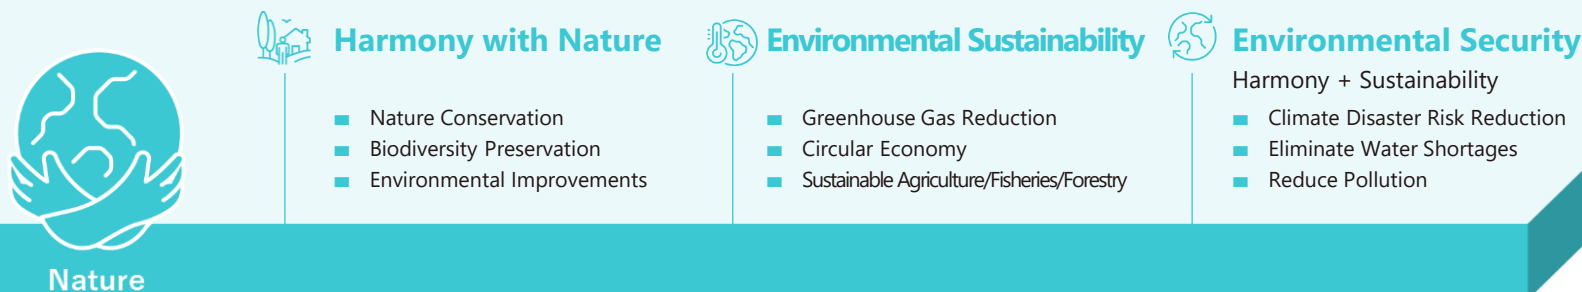 Harmony with Nature
Nature Conservation
Biodiversity Preservation
Environmental Improvements
Environmental Sustainability
Greenhouse Gas Reduction
Circular Economy
Sustainable Agriculture/Fisheries/Forestry
Environmental Security
Harmony + Sustainability
Climate Disaster Risk Reduction
Eliminate Water Shortages
Reduce Pollution
Nature